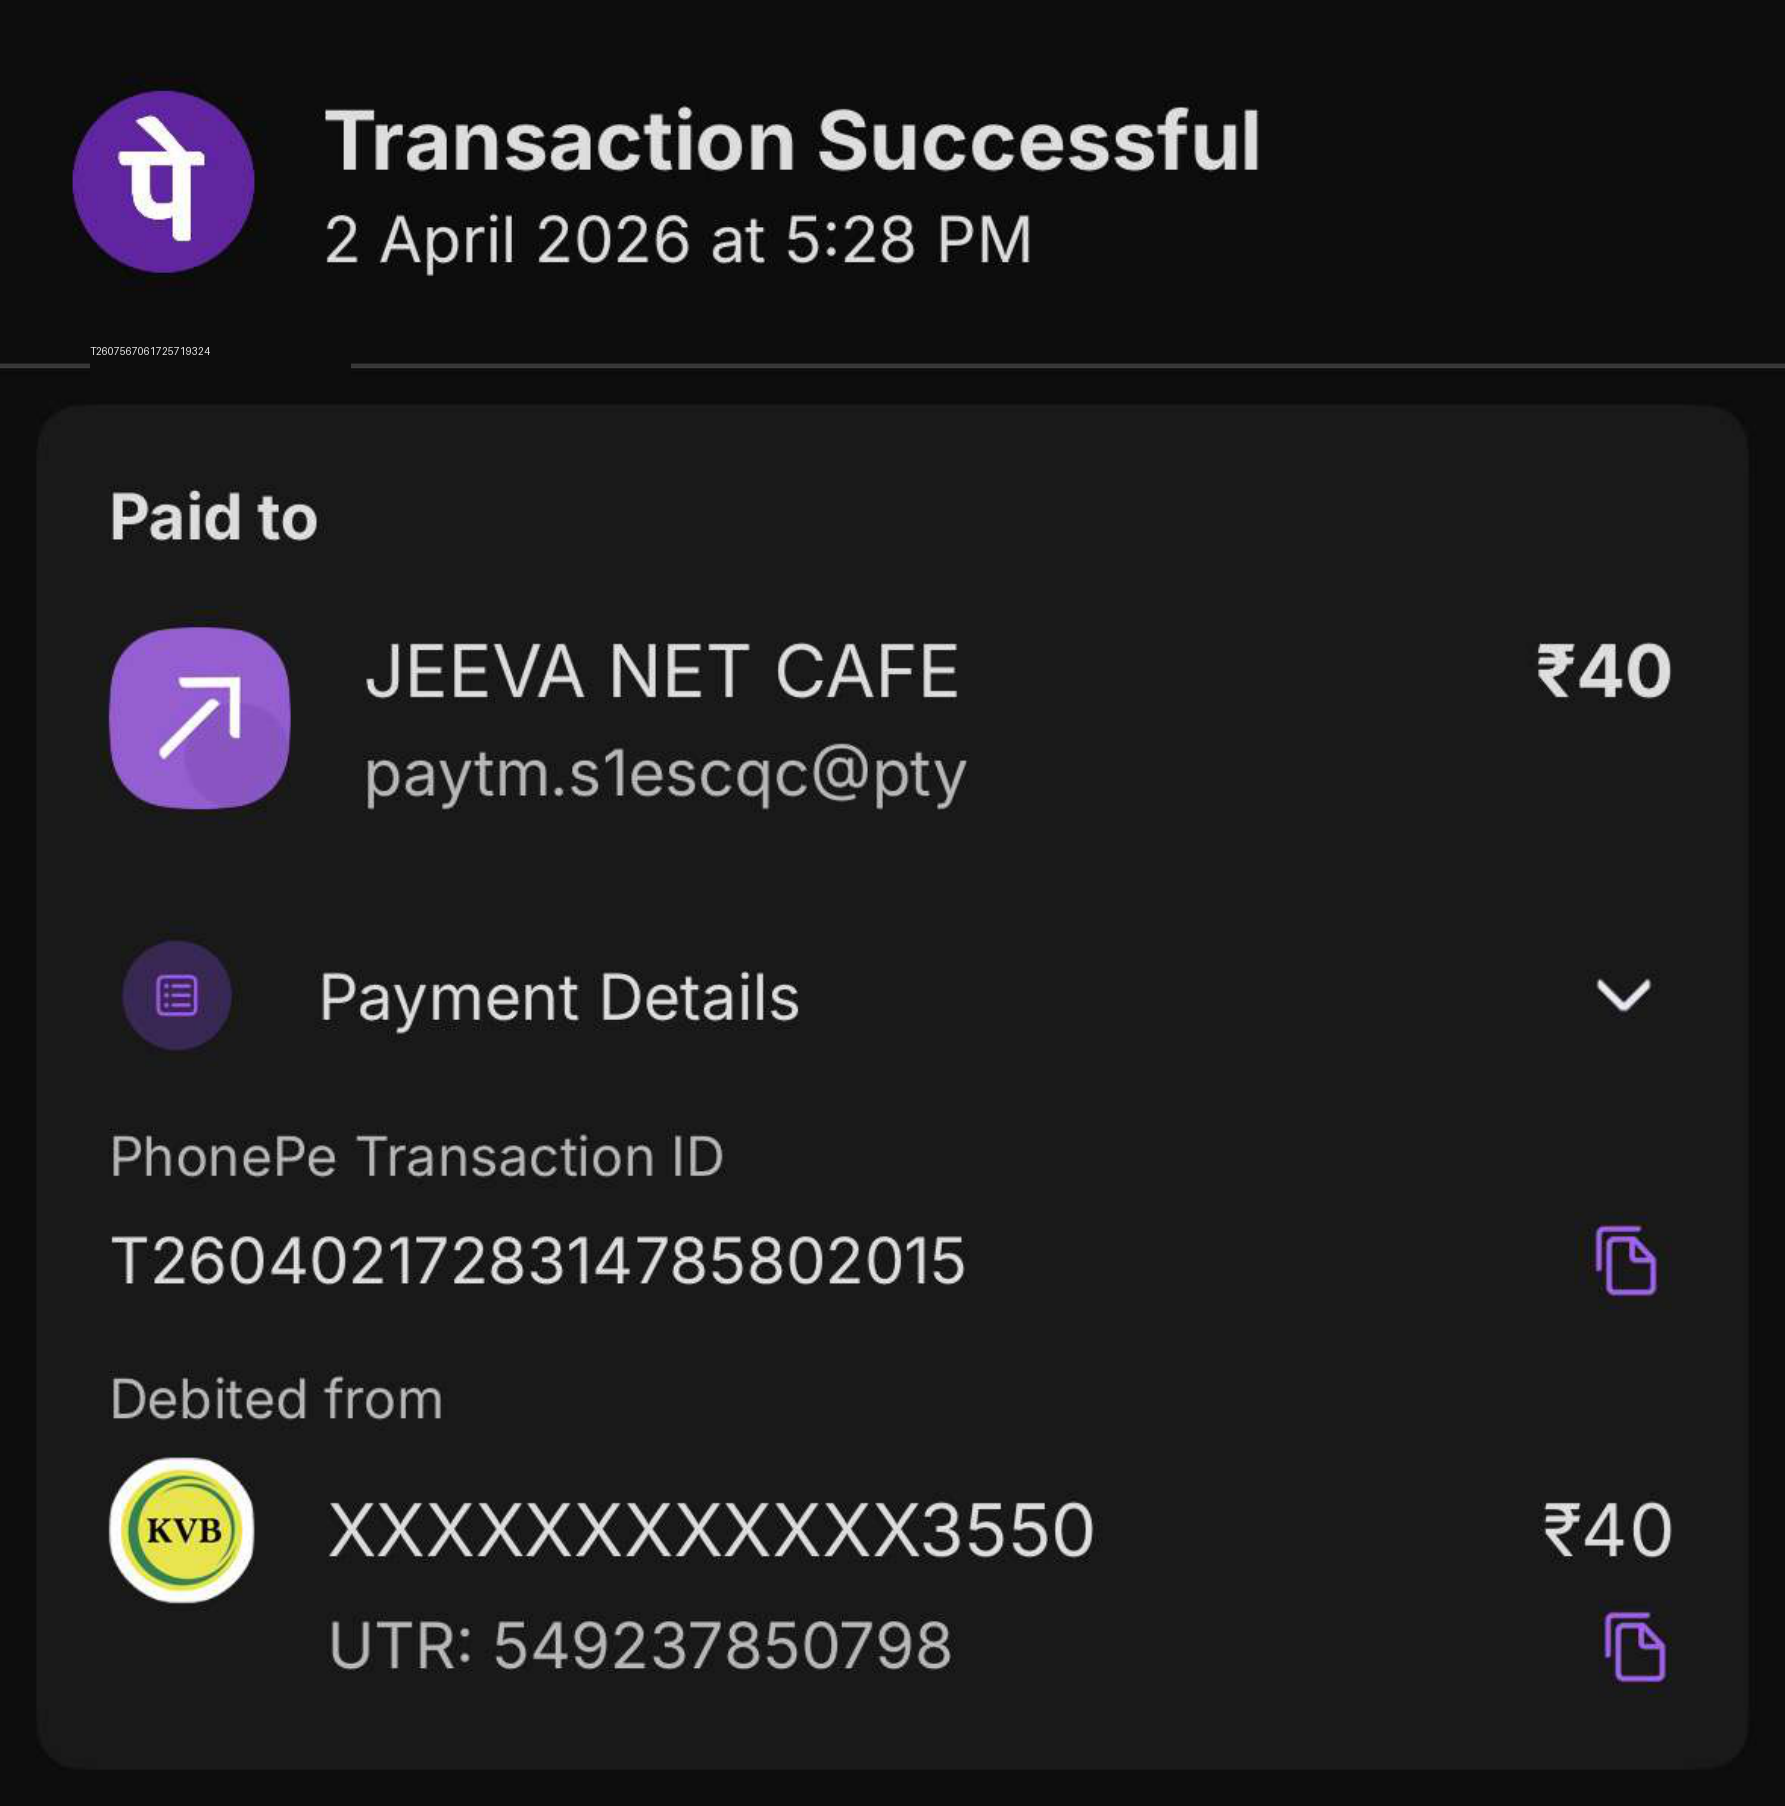 पे
Transaction Successful
2 April 2026 at 5:28 PM
T2607567061725719324
Paid to
JEEVA NET CAFE
₹40
paytm.s1escqc@pty
Payment Details
PhonePe Transaction ID
T2604021728314785802015
Debited from
KVB
XXXXXXXXXXXX3550
₹40
UTR: 549237850798